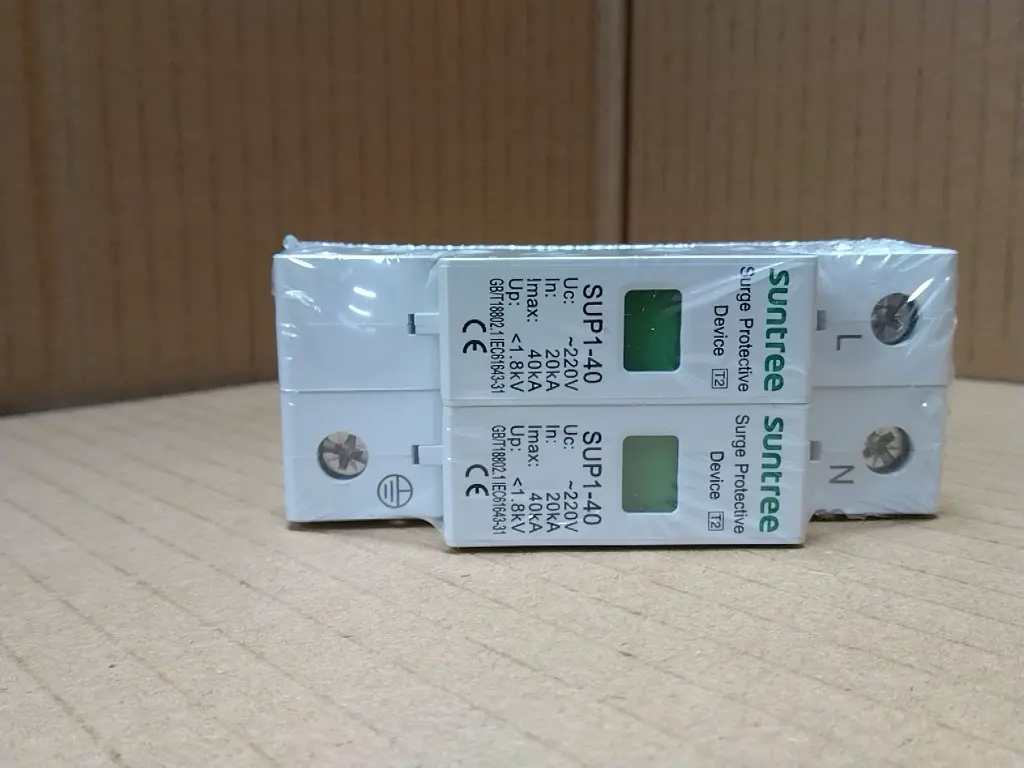 suntree
Surge Protective
Device T2
SUP1-40
Uc: ~220V
In: 20kA
Imax: 40kA
Up: <1.8kV
GB/T18802.1 IEC61643-31
CE
L
suntree
Surge Protective
Device T2
SUP1-40
Uc: ~220V
In: 20kA
Imax: 40kA
Up: <1.8kV
GB/T18802.1 IEC61643-31
CE
N